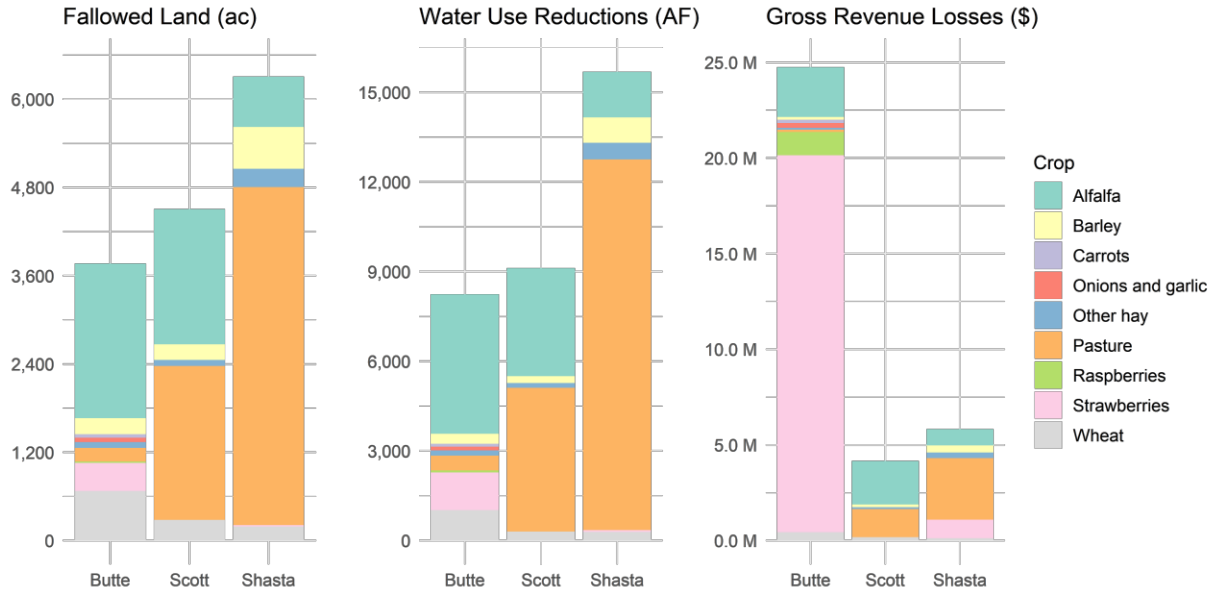 Fallowed Land (ac)
6,000
4,800
3,600
2,400
1,200
0
Butte Scott Shasta
Water Use Reductions (AF)
15,000
12,000
9,000
6,000
3,000
0
Butte Scott Shasta
Gross Revenue Losses ($)
25.0 M
20.0 M
15.0 M
10.0 M
5.0 M
0.0 M
Butte Scott Shasta
Crop
Alfalfa
Barley
Carrots
Onions and garlic
Other hay
Pasture
Raspberries
Strawberries
Wheat